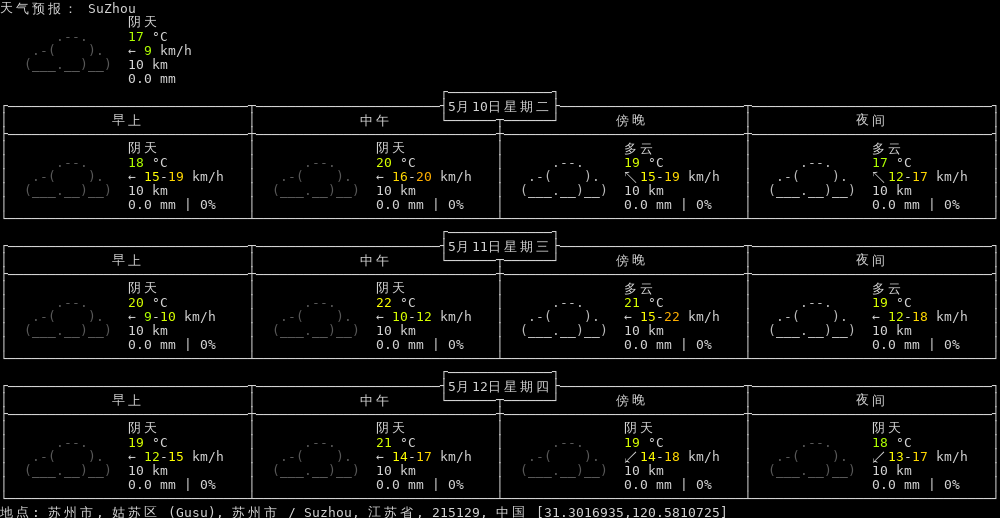 天气预报： SuZhou
阴天
17 °C
← 9 km/h
10 km
0.0 mm
5月10日星期二
早上 中午 傍晚 夜间
阴天 阴天 多云 多云
18 °C 20 °C 19 °C 17 °C
← 15-19 km/h ← 16-20 km/h ↖ 15-19 km/h ↖ 12-17 km/h
10 km 10 km 10 km 10 km
0.0 mm | 0% 0.0 mm | 0% 0.0 mm | 0% 0.0 mm | 0%
5月11日星期三
早上 中午 傍晚 夜间
阴天 阴天 多云 多云
20 °C 22 °C 21 °C 19 °C
← 9-10 km/h ← 10-12 km/h ← 15-22 km/h ← 12-18 km/h
10 km 10 km 10 km 10 km
0.0 mm | 0% 0.0 mm | 0% 0.0 mm | 0% 0.0 mm | 0%
5月12日星期四
早上 中午 傍晚 夜间
阴天 阴天 阴天 阴天
19 °C 21 °C 19 °C 18 °C
← 12-15 km/h ← 14-17 km/h ↙ 14-18 km/h ↙ 13-17 km/h
10 km 10 km 10 km 10 km
0.0 mm | 0% 0.0 mm | 0% 0.0 mm | 0% 0.0 mm | 0%
地点: 苏州市, 姑苏区 (Gusu), 苏州市 / Suzhou, 江苏省, 215129, 中国 [31.3016935,120.5810725]